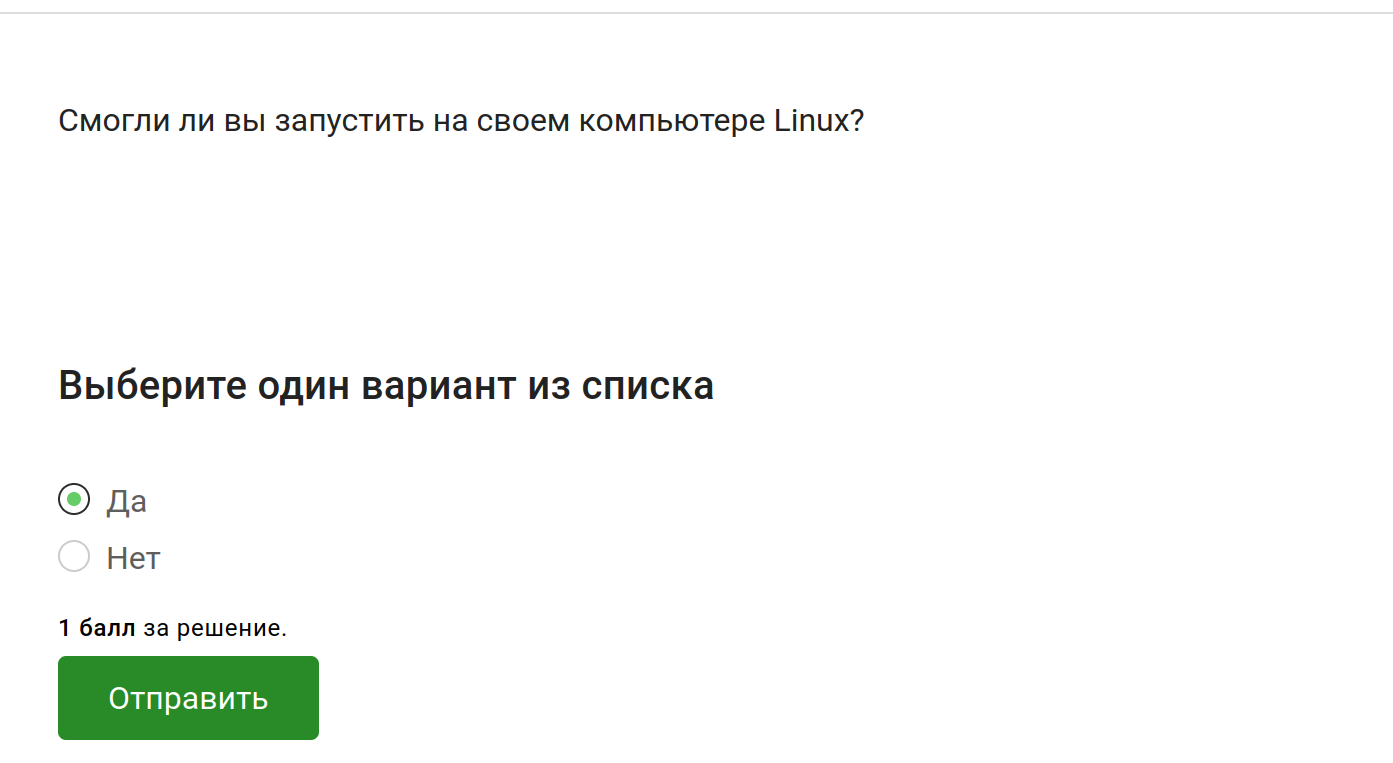 Смогли ли вы запустить на своем компьютере Linux?
Выберите один вариант из списка
Да
Нет
1 балл за решение.
Отправить